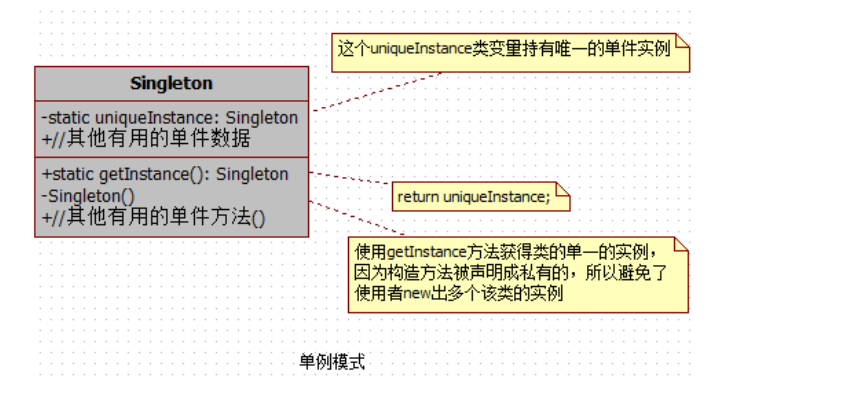 这个uniqueInstance类变量持有唯一的单件实例
Singleton
-static uniqueInstance: Singleton
+//其他有用的单件数据
+static getInstance(): Singleton
-Singleton()
+//其他有用的单件方法()
return uniqueInstance;
使用getInstance方法获得类的单一的实例，
因为构造方法被声明成私有的，所以避免了
使用者new出多个该类的实例
单例模式